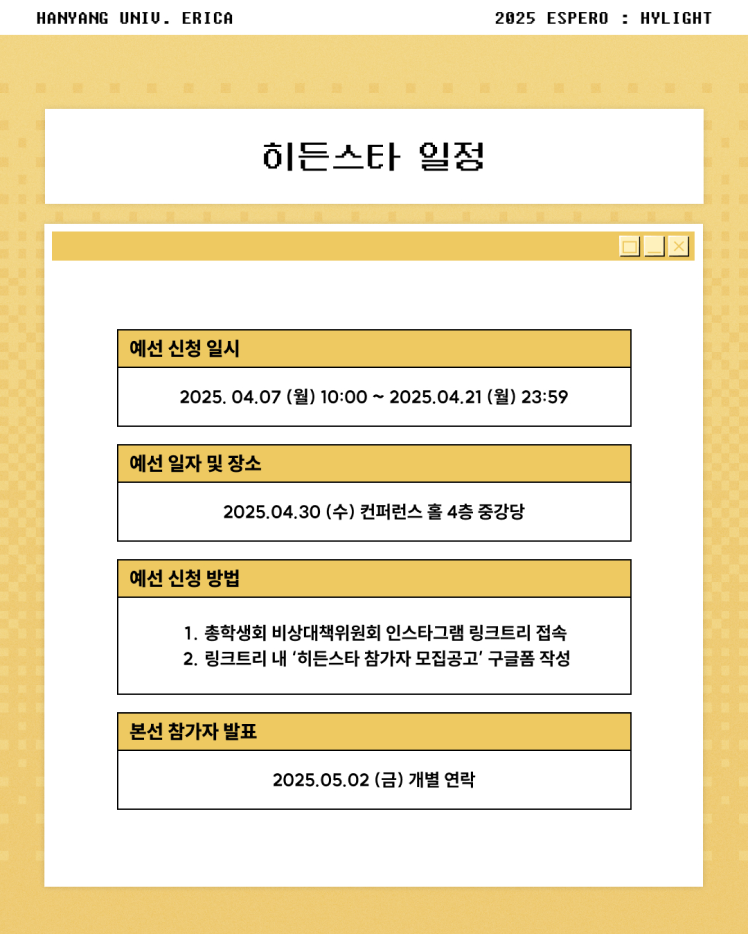 HANYANG UNIV. ERICA
2025 ESPERO : HYLIGHT
히든스타 일정
예선 신청 일시
2025. 04.07 (월) 10:00 ~ 2025.04.21 (월) 23:59
예선 일자 및 장소
2025.04.30 (수) 컨퍼런스 홀 4층 중강당
예선 신청 방법
1. 총학생회 비상대책위원회 인스타그램 링크트리 접속
2. 링크트리 내 ‘히든스타 참가자 모집공고’ 구글폼 작성
본선 참가자 발표
2025.05.02 (금) 개별 연락